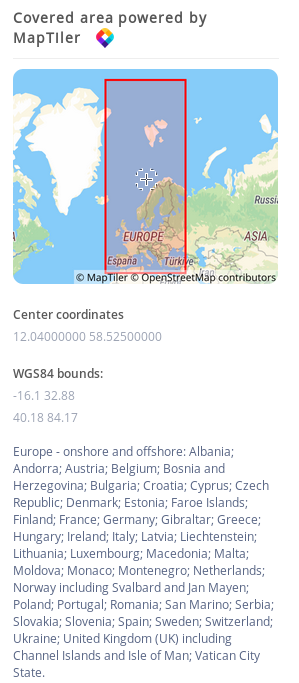 Covered area powered by
MapTiler
EUROPE
ASIA
Russia
España
Türkiye
Iran
© MapTiler © OpenStreetMap contributors
Center coordinates
12.04000000 58.52500000
WGS84 bounds:
-16.1 32.88
40.18 84.17
Europe - onshore and offshore: Albania;
Andorra; Austria; Belgium; Bosnia and
Herzegovina; Bulgaria; Croatia; Cyprus; Czech
Republic; Denmark; Estonia; Faroe Islands;
Finland; France; Germany; Gibraltar; Greece;
Hungary; Ireland; Italy; Latvia; Liechtenstein;
Lithuania; Luxembourg; Macedonia; Malta;
Moldova; Monaco; Montenegro; Netherlands;
Norway including Svalbard and Jan Mayen;
Poland; Portugal; Romania; San Marino; Serbia;
Slovakia; Slovenia; Spain; Sweden; Switzerland;
Ukraine; United Kingdom (UK) including
Channel Islands and Isle of Man; Vatican City
State.